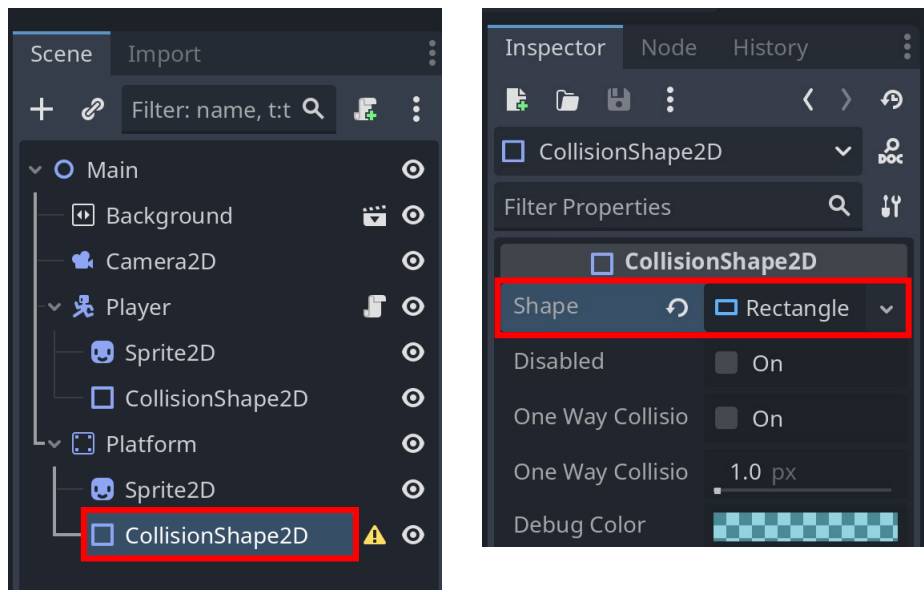 Scene
Import
Filter: name, t:t
Main
Background
Camera2D
Player
Sprite2D
CollisionShape2D
Platform
Sprite2D
CollisionShape2D
Inspector
Node
History
CollisionShape2D
DOC
Filter Properties
CollisionShape2D
Shape
Rectangle
Disabled
On
One Way Collisio
On
One Way Collisio
1.0 px
Debug Color